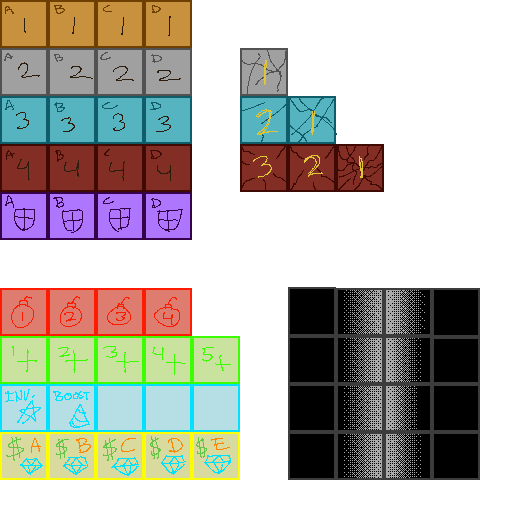 A 1 B 1 C 1 D 1
A 2 B 2 C 2 D 2
1
A 3 B 3 C 3 D 3
2 1
A 4 B 4 C 4 D 4
3 2 1
A B C D
1 2 3 4
1+ 2+ 3+ 4+ 5+
INV. BOOST
$A $B $C $D $E